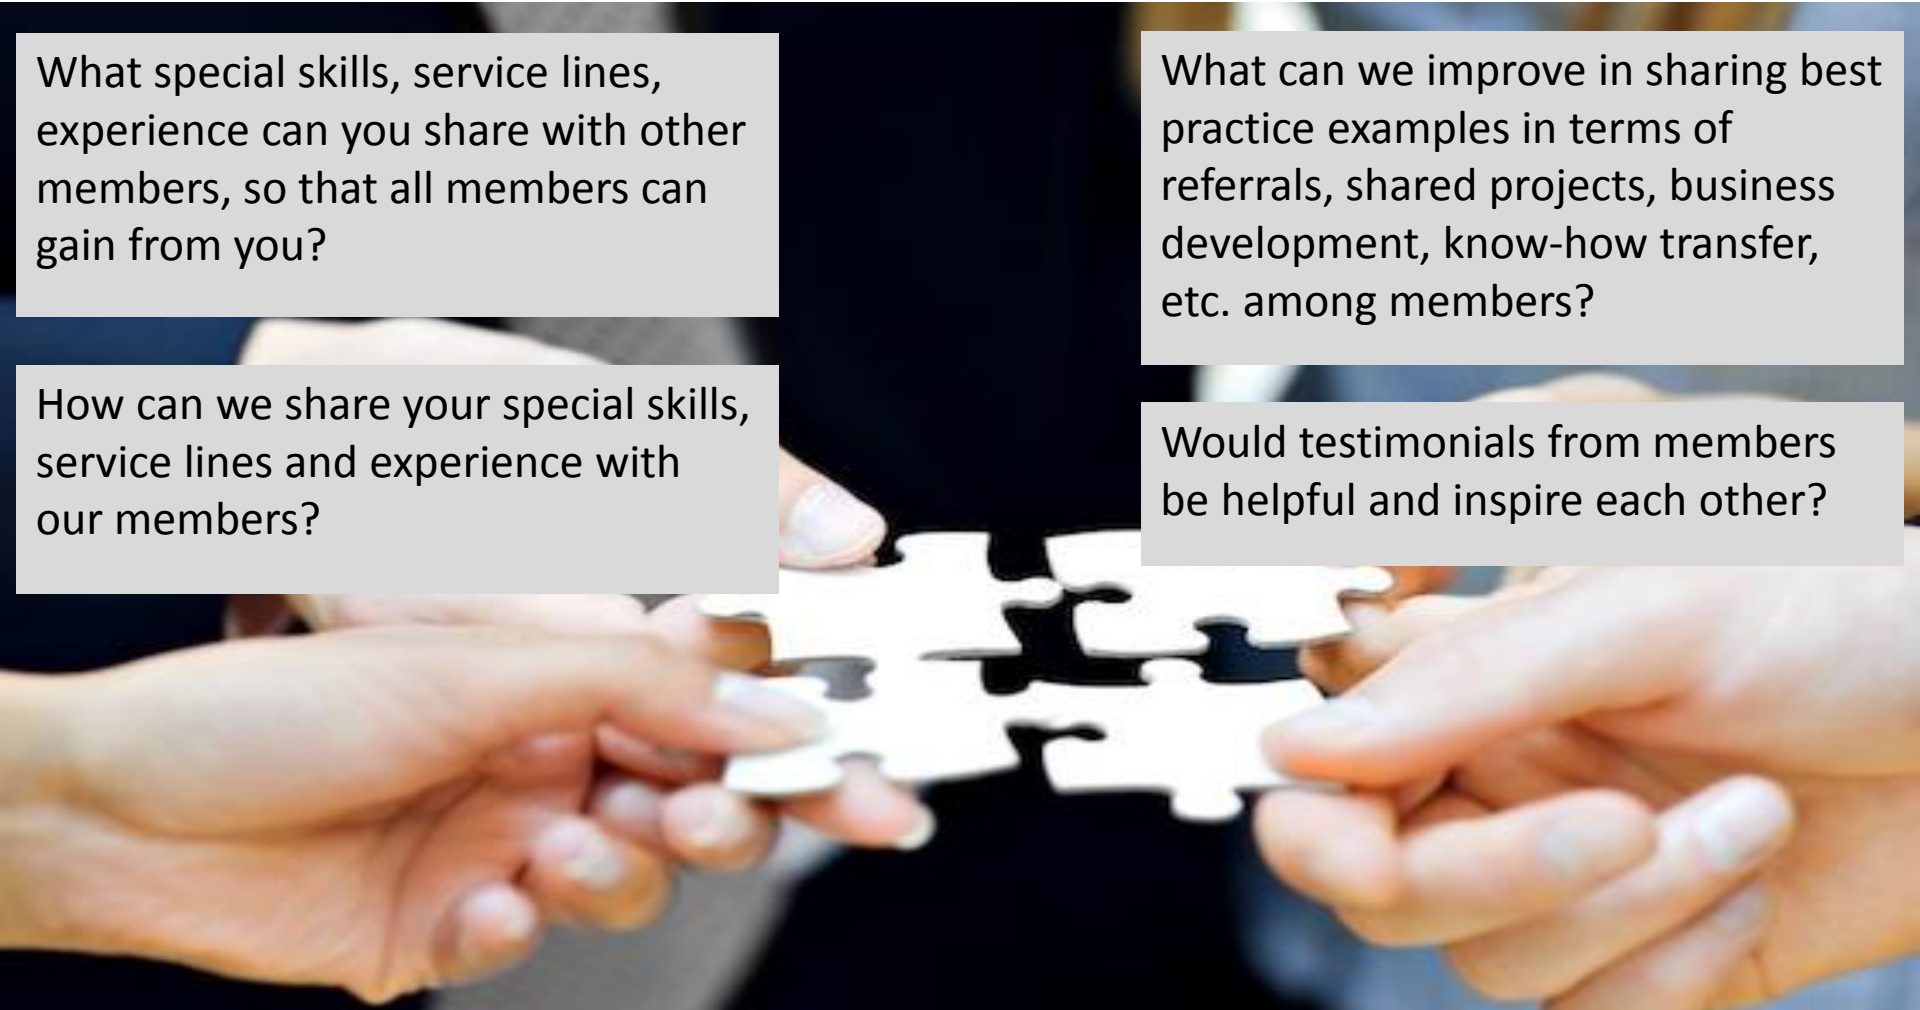 What special skills, service lines,
experience can you share with other
members, so that all members can
gain from you?
How can we share your special skills,
service lines and experience with
our members?
What can we improve in sharing best
practice examples in terms of
referrals, shared projects, business
development, know-how transfer,
etc. among members?
Would testimonials from members
be helpful and inspire each other?